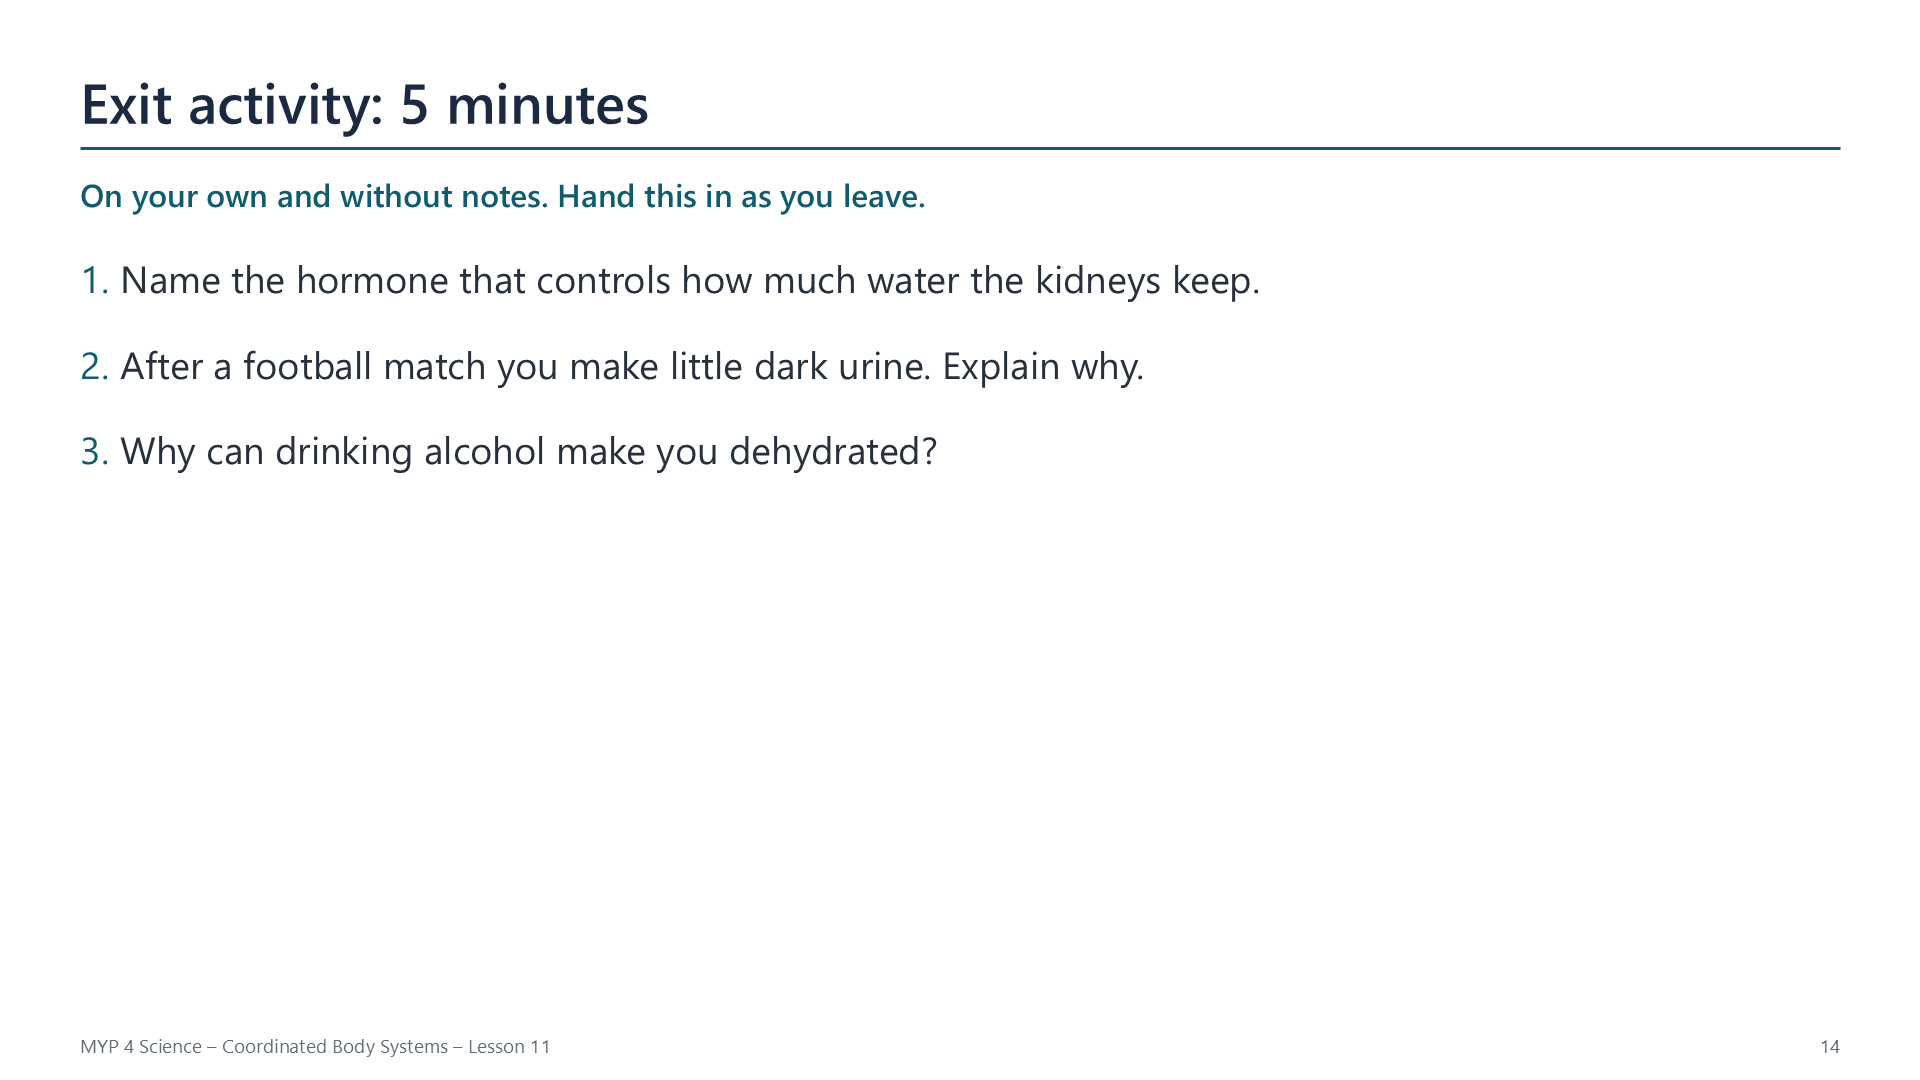 Exit activity: 5 minutes
On your own and without notes. Hand this in as you leave.
1. Name the hormone that controls how much water the kidneys keep.
2. After a football match you make little dark urine. Explain why.
3. Why can drinking alcohol make you dehydrated?
MYP 4 Science – Coordinated Body Systems – Lesson 11
14